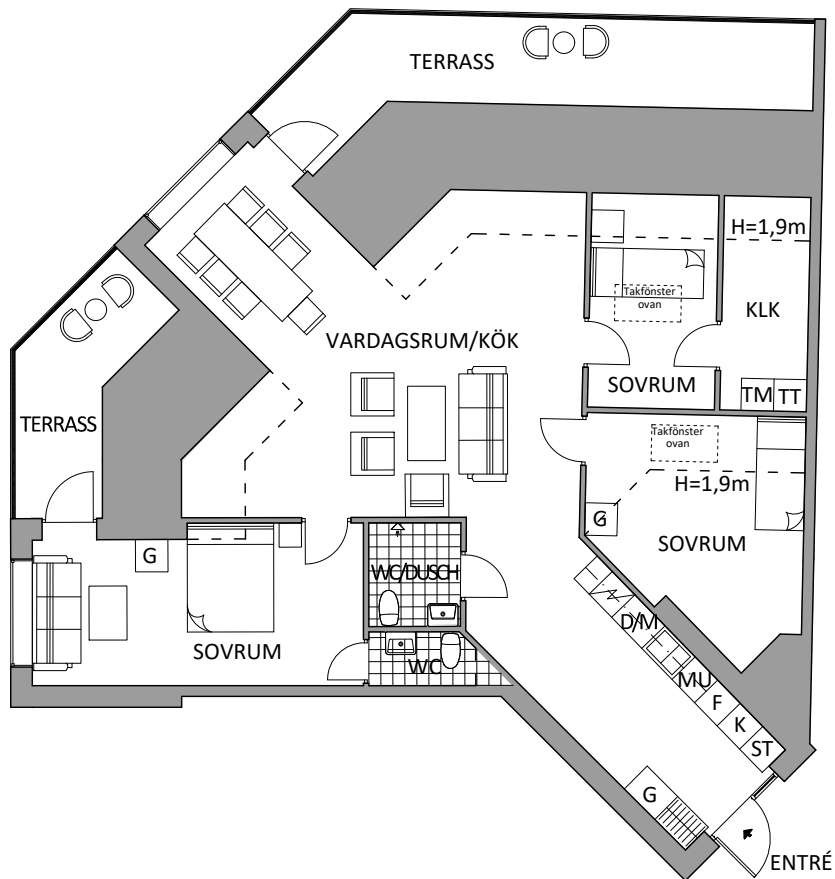 TERRASS
H=1,9m
Takfönster
ovan
KLK
VARDAGSRUM/KÖK
SOVRUM
TM
TT
TERRASS
Takfönster
ovan
H=1,9m
G
SOVRUM
G
WC/DUSCH
SOVRUM
WC
D/M
MU
F
K
ST
G
ENTRÉ